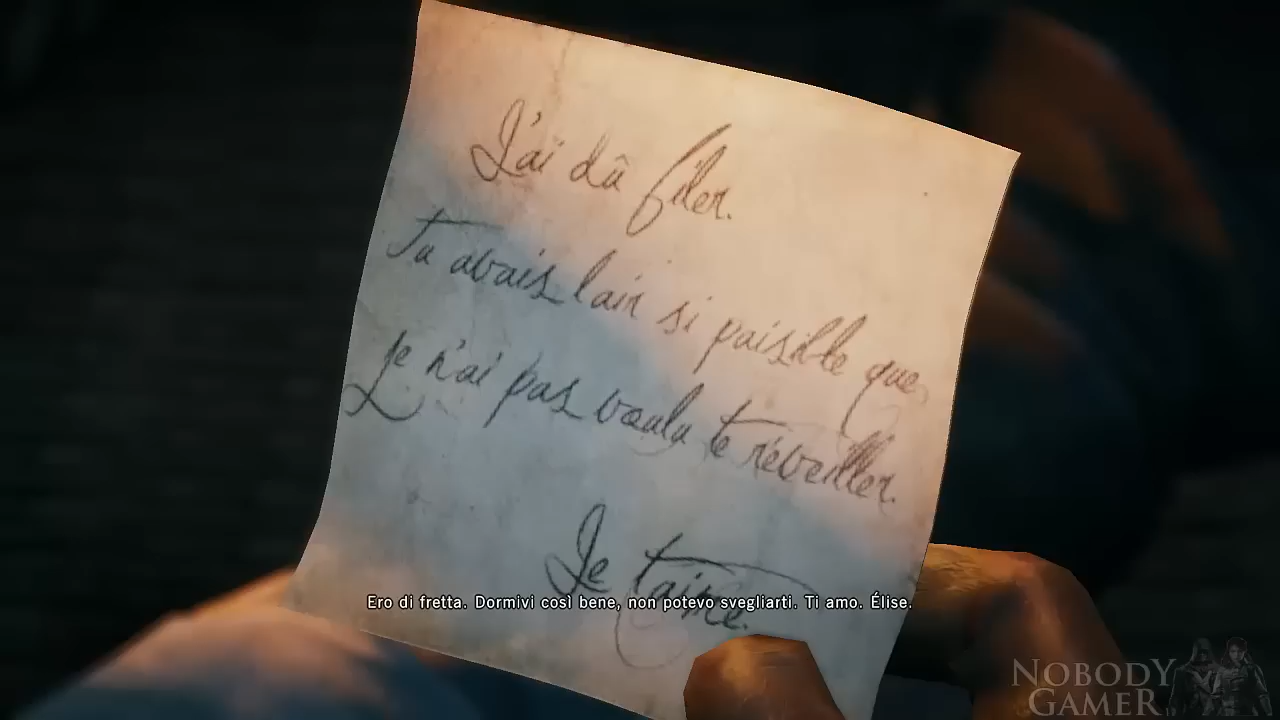 J'ai dû filer.
Tu avais l'air si paisible que
je n'ai pas voulu te réveiller.
Je t'aime.
Ero di fretta. Dormivi così bene, non potevo svegliarti. Ti amo. Élise.
NOBODY
GAMER